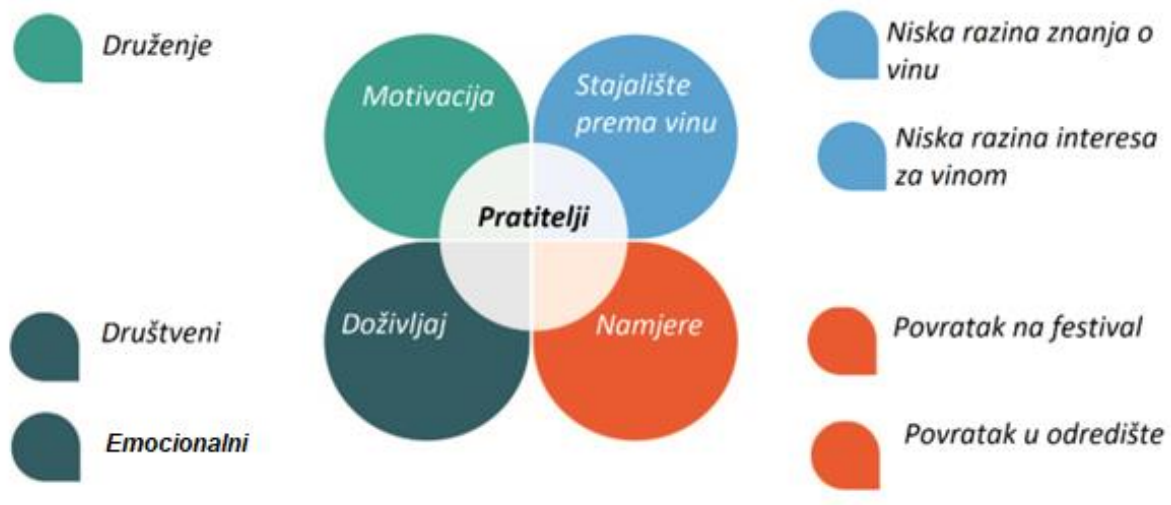 Druženje
Motivacija
Stajalište
prema vinu
Niska razina znanja o
vinu
Niska razina interesa
za vinom
Pratitelji
Društveni
Doživljaj
Namjere
Povratak na festival
Emocionalni
Povratak u odredište